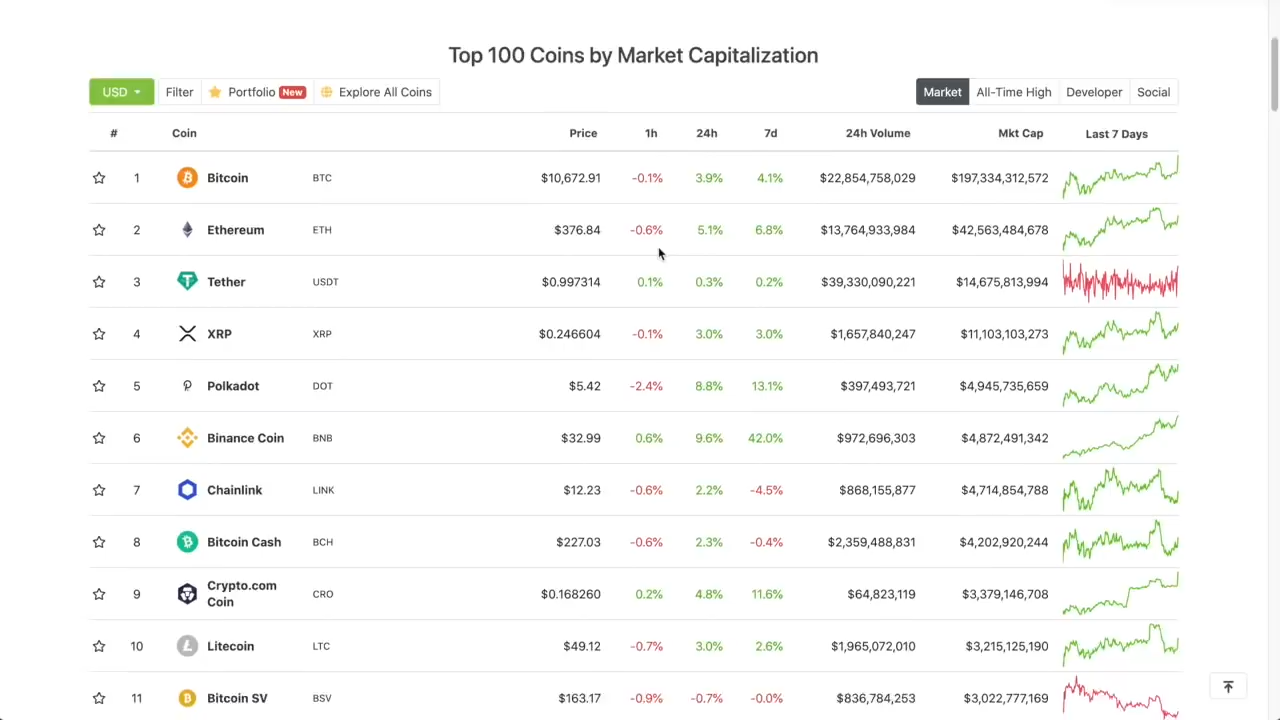 Top 100 Coins by Market Capitalization
USD Filter Portfolio New Explore All Coins Market All-Time High Developer Social
# Coin Price 1h 24h 7d 24h Volume Mkt Cap Last 7 Days
1 Bitcoin BTC $10,672.91 -0.1% 3.9% 4.1% $22,854,758,029 $197,334,312,572
2 Ethereum ETH $376.84 -0.6% 5.1% 6.8% $13,764,933,984 $42,563,484,678
3 Tether USDT $0.997314 0.1% 0.3% 0.2% $39,330,090,221 $14,675,813,994
4 XRP XRP $0.246604 -0.1% 3.0% 3.0% $1,657,840,247 $11,103,103,273
5 Polkadot DOT $5.42 -2.4% 8.8% 13.1% $397,493,721 $4,945,735,659
6 Binance Coin BNB $32.99 0.6% 9.6% 42.0% $972,696,303 $4,872,491,342
7 Chainlink LINK $12.23 -0.6% 2.2% -4.5% $868,155,877 $4,714,854,788
8 Bitcoin Cash BCH $227.03 -0.6% 2.3% -0.4% $2,359,488,831 $4,202,920,244
9 Crypto.com
Coin CRO $0.168260 0.2% 4.8% 11.6% $64,823,119 $3,379,146,708
10 Litecoin LTC $49.12 -0.7% 3.0% 2.6% $1,965,072,010 $3,215,125,190
11 Bitcoin SV BSV $163.17 -0.9% -0.7% -0.0% $836,784,253 $3,022,777,169